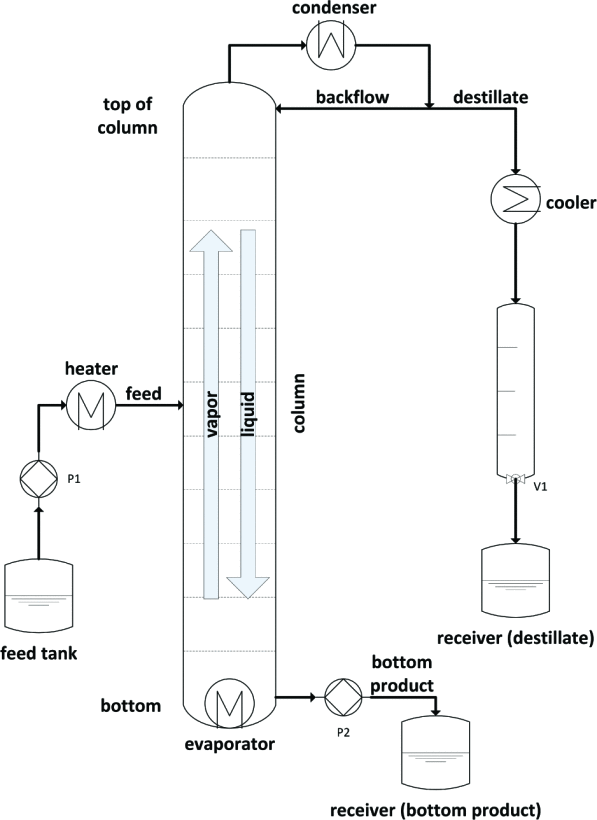 condenser
top of
column
backflow
destillate
cooler
heater
feed
vapor
liquid
column
P1
V1
feed tank
receiver (destillate)
bottom
product
bottom
P2
evaporator
receiver (bottom product)